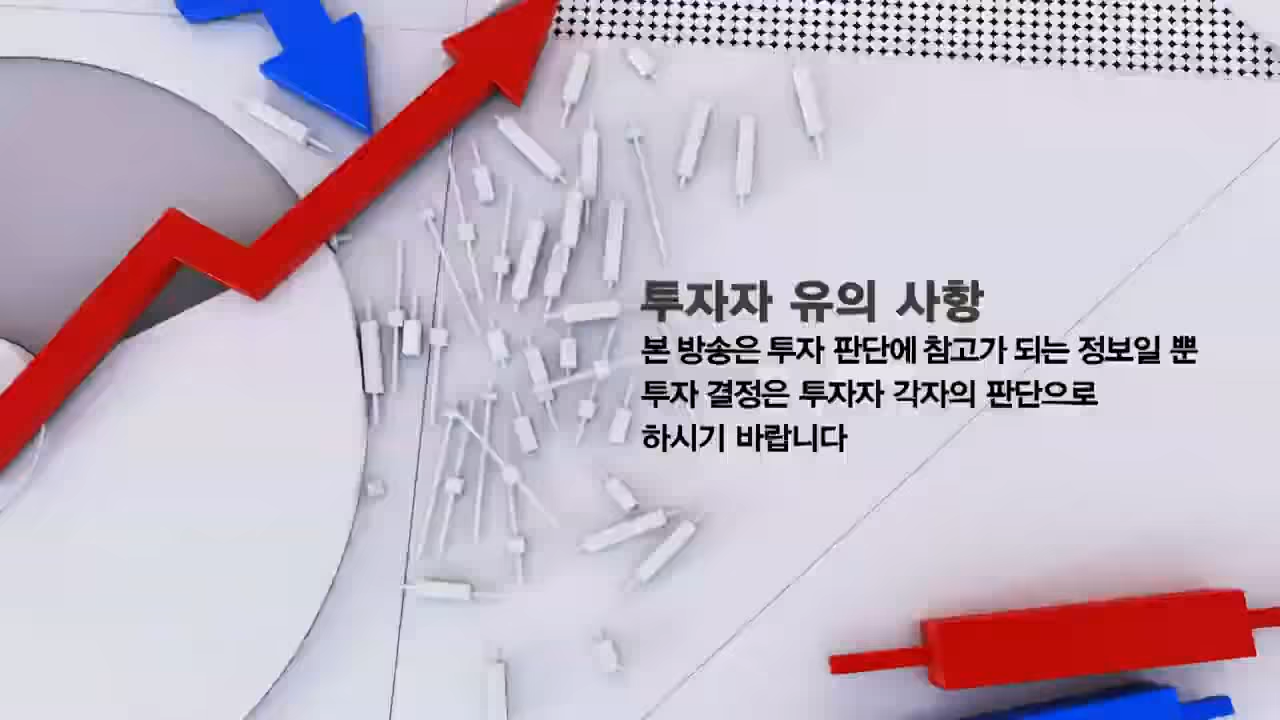 투자자 유의 사항
본 방송은 투자 판단에 참고가 되는 정보일 뿐
투자 결정은 투자자 각자의 판단으로
하시기 바랍니다